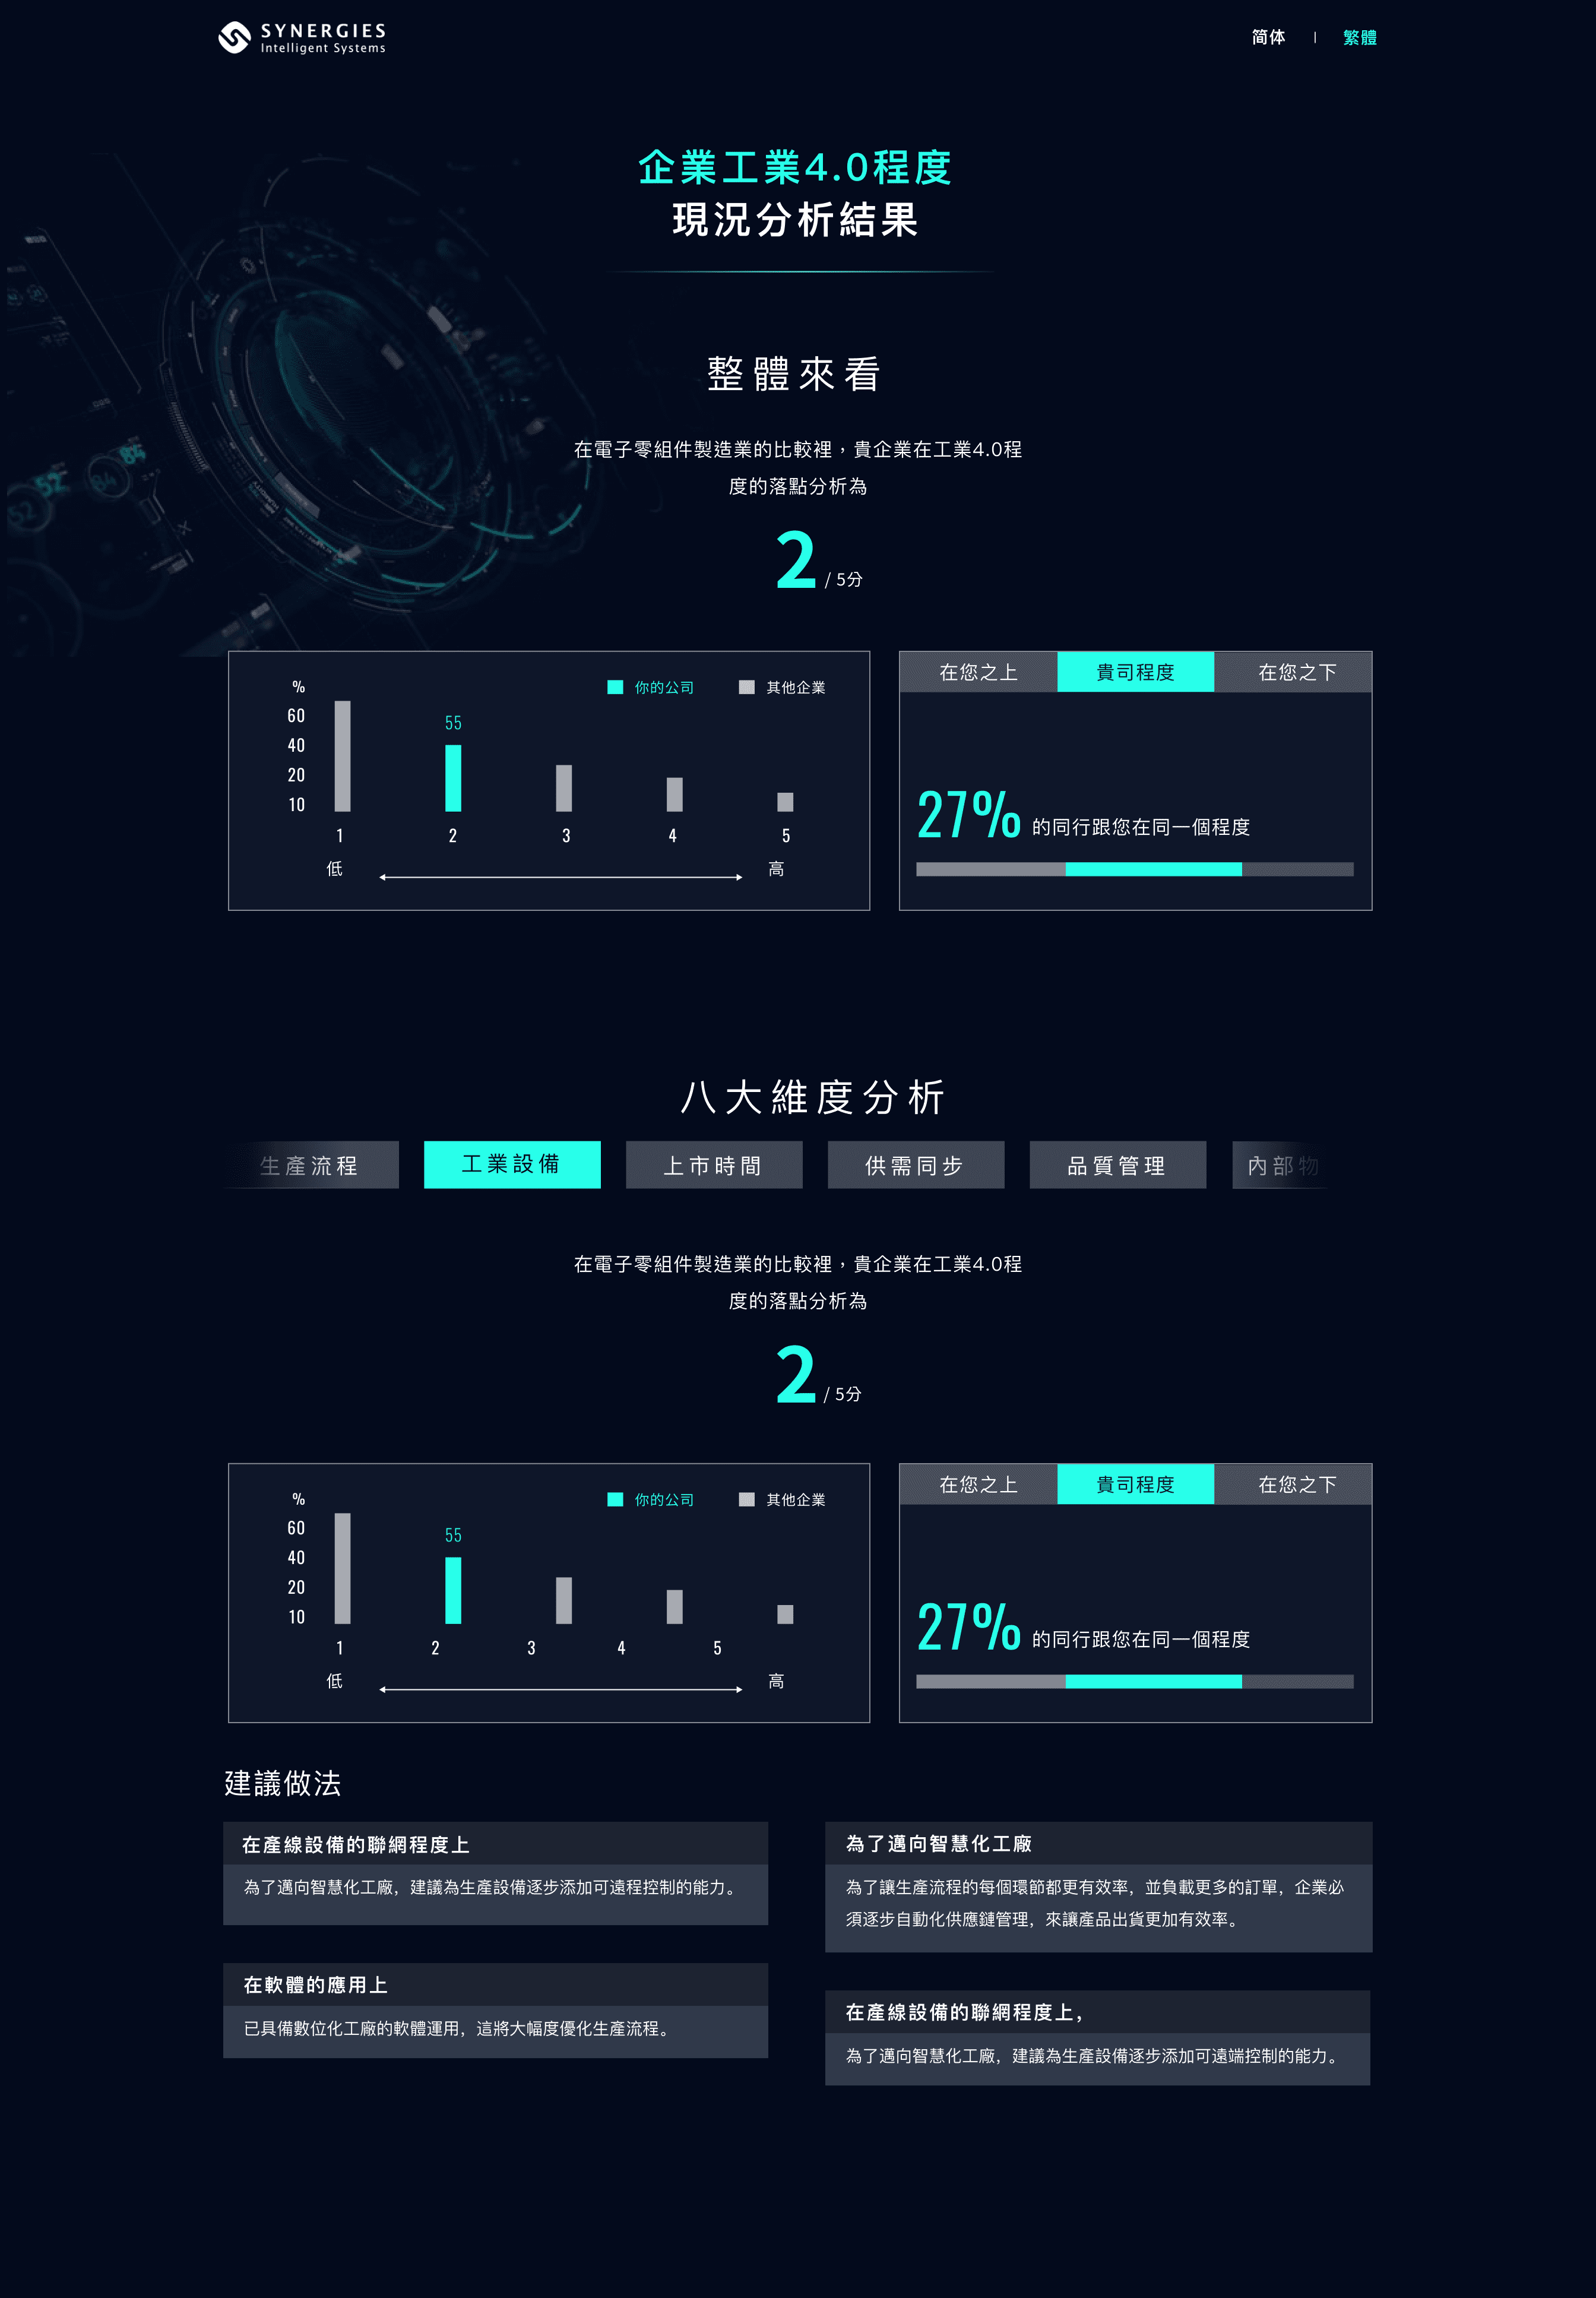 SYNERGIES
Intelligent Systems
简体 | 繁體
企業工業4.0程度
現況分析結果
整體來看
在電子零組件製造業的比較裡，貴企業在工業4.0程
度的落點分析為
2 / 5分
% 你的公司 其他企業
60
55
40
20
10
1 2 3 4 5
低 高
在您之上 貴司程度 在您之下
27% 的同行跟您在同一個程度
八大維度分析
生產流程 工業設備 上市時間 供需同步 品質管理 內部物
在電子零組件製造業的比較裡，貴企業在工業4.0程
度的落點分析為
2 / 5分
% 你的公司 其他企業
60
55
40
20
10
1 2 3 4 5
低 高
在您之上 貴司程度 在您之下
27% 的同行跟您在同一個程度
建議做法
在產線設備的聯網程度上
為了邁向智慧化工廠，建議為生產設備逐步添加可遠程控制的能力。
為了邁向智慧化工廠
為了讓生產流程的每個環節都更有效率，並負載更多的訂單，企業必
須逐步自動化供應鏈管理，來讓產品出貨更加有效率。
在軟體的應用上
已具備數位化工廠的軟體運用，這將大幅度優化生產流程。
在產線設備的聯網程度上，
為了邁向智慧化工廠，建議為生產設備逐步添加可遠端控制的能力。
52
84
84
52